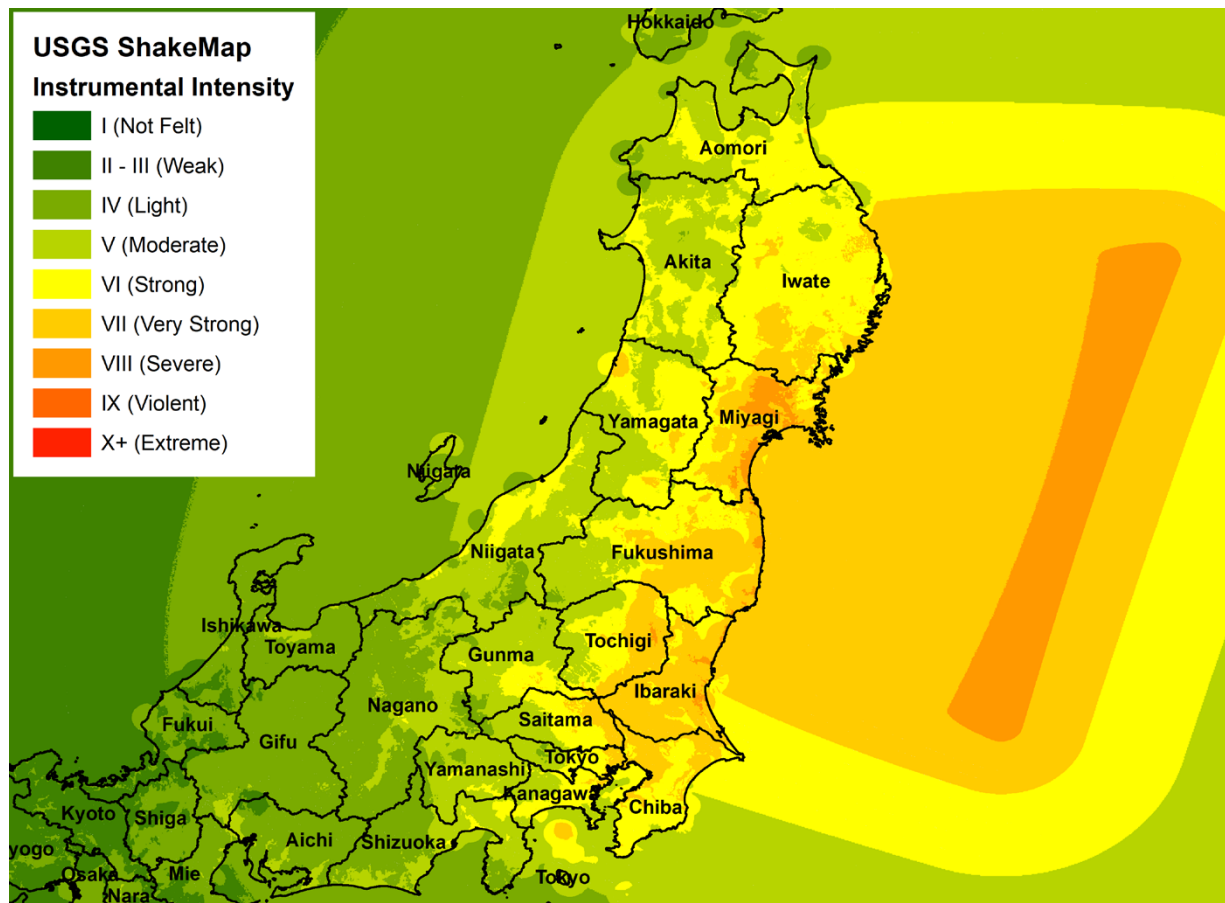 USGS ShakeMap
Instrumental Intensity
I (Not Felt)
II - III (Weak)
IV (Light)
V (Moderate)
VI (Strong)
VII (Very Strong)
VIII (Severe)
IX (Violent)
X+ (Extreme)
Hokkaido
Aomori
Akita
Iwate
Yamagata
Miyagi
Niigata
Niigata
Fukushima
Ishikawa
Toyama
Gunma
Tochigi
Nagano
Ibaraki
Fukui
Gifu
Saitama
Tokyo
Yamanashi
Kanagawa
Chiba
Kyoto
Shiga
Aichi
Shizuoka
yogo
Osaka
Mie
Tokyo
Nara